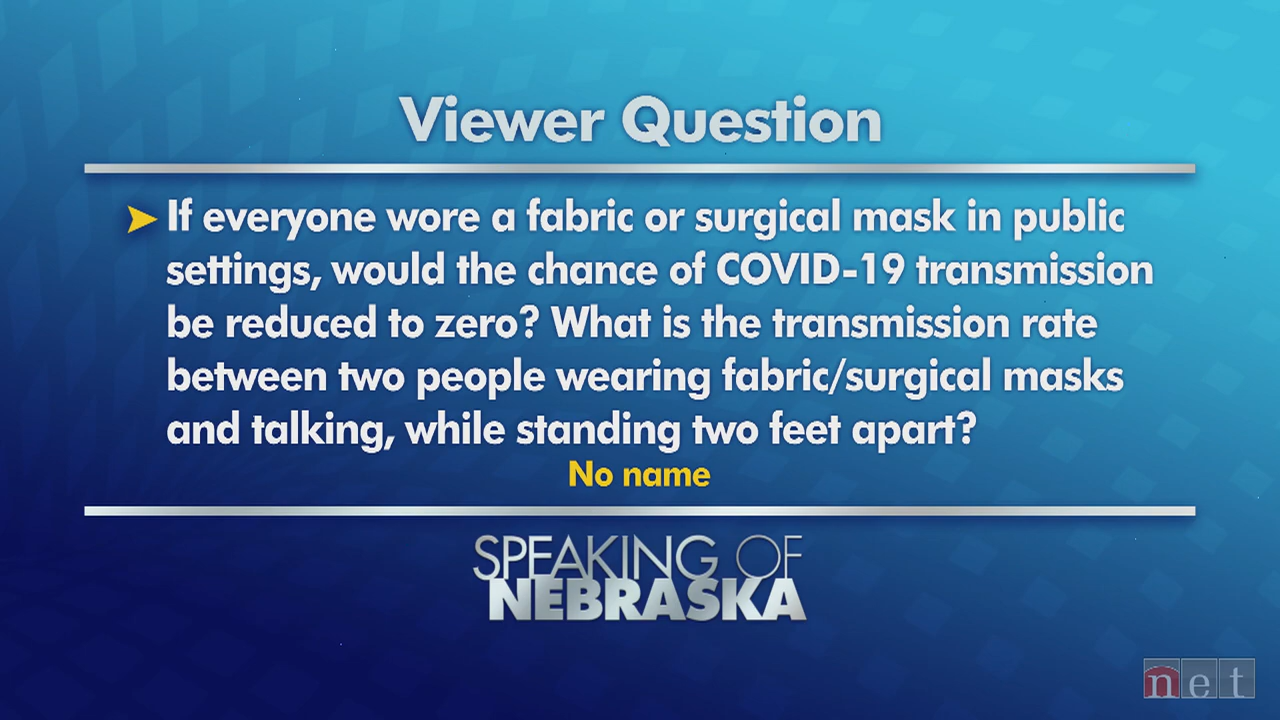 Viewer Question
➤ If everyone wore a fabric or surgical mask in public
settings, would the chance of COVID-19 transmission
be reduced to zero? What is the transmission rate
between two people wearing fabric/surgical masks
and talking, while standing two feet apart?
No name
SPEAKING OF
NEBRASKA
net